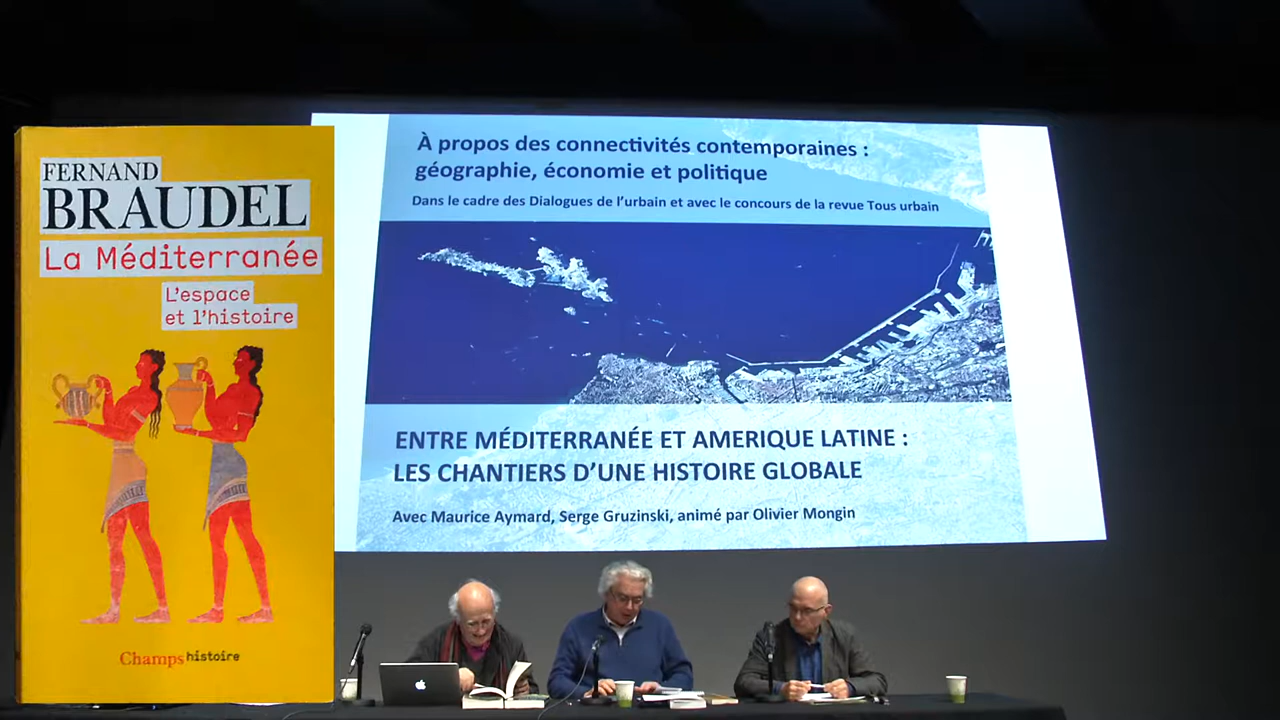 FERNAND
BRAUDEL
La Méditerranée
L'espace
et l'histoire
Champs histoire
À propos des connectivités contemporaines :
géographie, économie et politique
Dans le cadre des Dialogues de l'urbain et avec le concours de la revue Tous urbain
ENTRE MÉDITERRANÉE ET AMERIQUE LATINE :
LES CHANTIERS D'UNE HISTOIRE GLOBALE
Avec Maurice Aymard, Serge Gruzinski, animé par Olivier Mongin